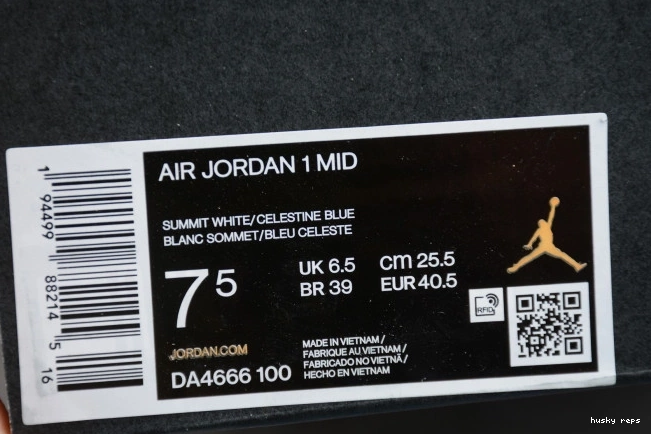 1 94499 88214 5 16
AIR JORDAN 1 MID
SUMMIT WHITE/CELESTINE BLUE
BLANC SOMMET/BLEU CELESTE
7 5
UK 6.5 cm 25.5
BR 39 EUR 40.5
RFID
JORDAN.COM
DA4666 100
MADE IN VIETNAM /
FABRIQUE AU VIETNAM /
FABRICADO NO VIETNÃ /
HECHO EN VIETNAM
husky reps